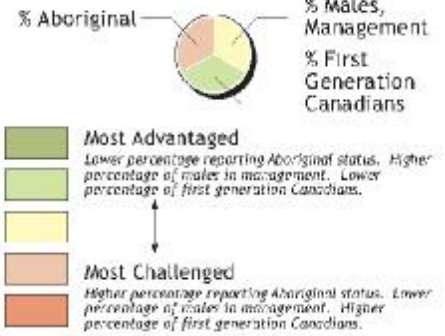 % Aboriginal
% Males,
Management
% First
Generation
Canadians
Most Advantaged
Lower percentage reporting Aboriginal status. Higher
percentage of males in management. Lower
percentage of first generation Canadians.
Most Challenged
Higher percentage reporting Aboriginal status. Lower
percentage of males in management. Higher
percentage of first generation Canadians.